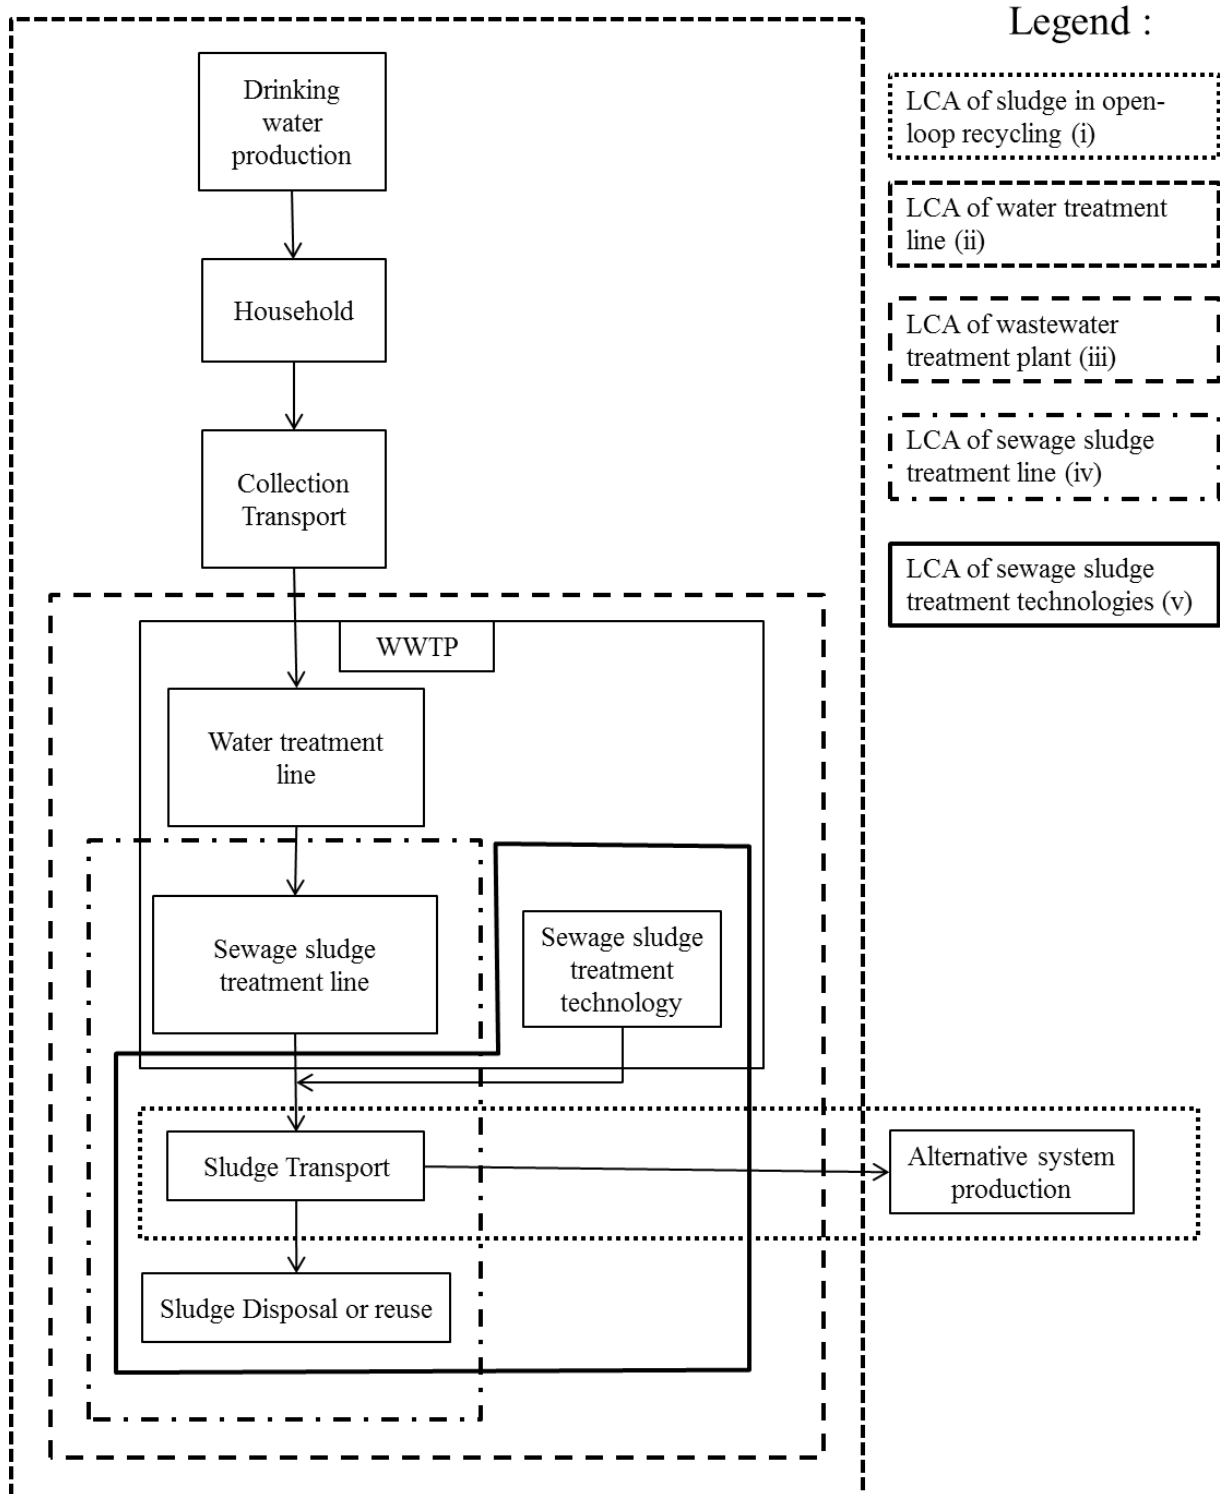 Legend :
LCA of sludge in open-
loop recycling (i)
LCA of water treatment
line (ii)
LCA of wastewater
treatment plant (iii)
LCA of sewage sludge
treatment line (iv)
LCA of sewage sludge
treatment technologies (v)
Drinking
water
production
Household
Collection
Transport
WWTP
Water treatment
line
Sewage sludge
treatment line
Sewage sludge
treatment
technology
Sludge Transport
Alternative system
production
Sludge Disposal or reuse